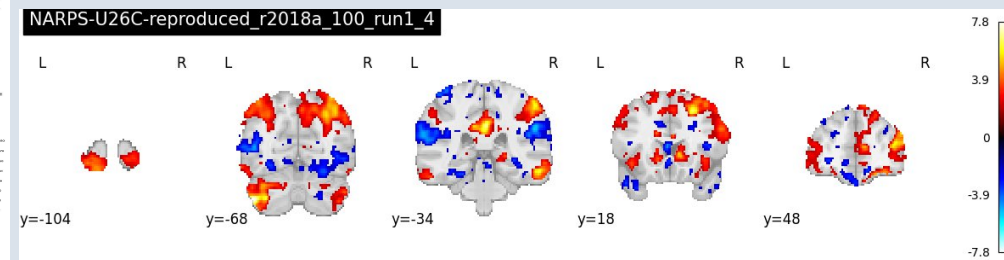 NARPS-U26C-reproduced_r2018a_100_run1_4
7.8
L R L R L R L R L R
3.9
0
y=-104 y=-68 y=-34 y=18 y=48
-3.9
-7.8